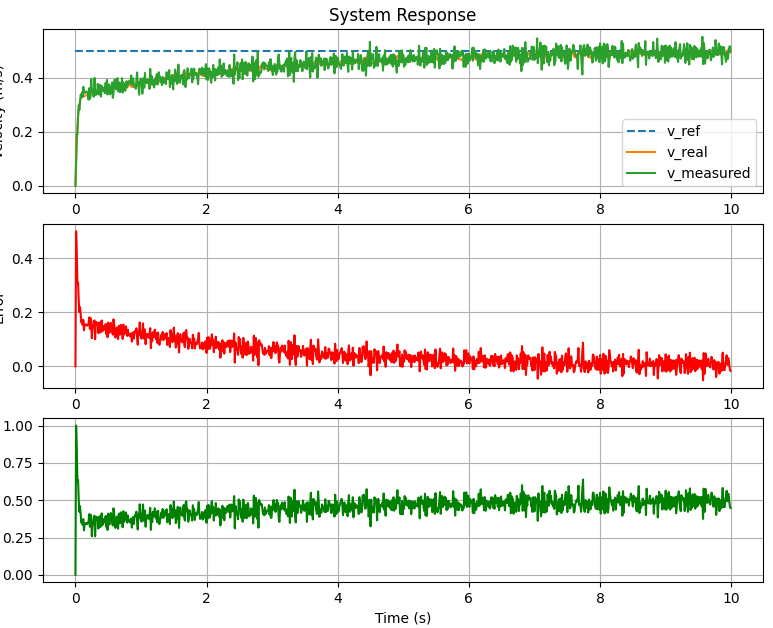 System Response
Velocity (m/s)
0.4
0.2
0.0
v_ref
v_real
v_measured
0 2 4 6 8 10
Error
0.4
0.2
0.0
0 2 4 6 8 10
1.00
0.75
0.50
0.25
0.00
0 2 4 6 8 10
Time (s)